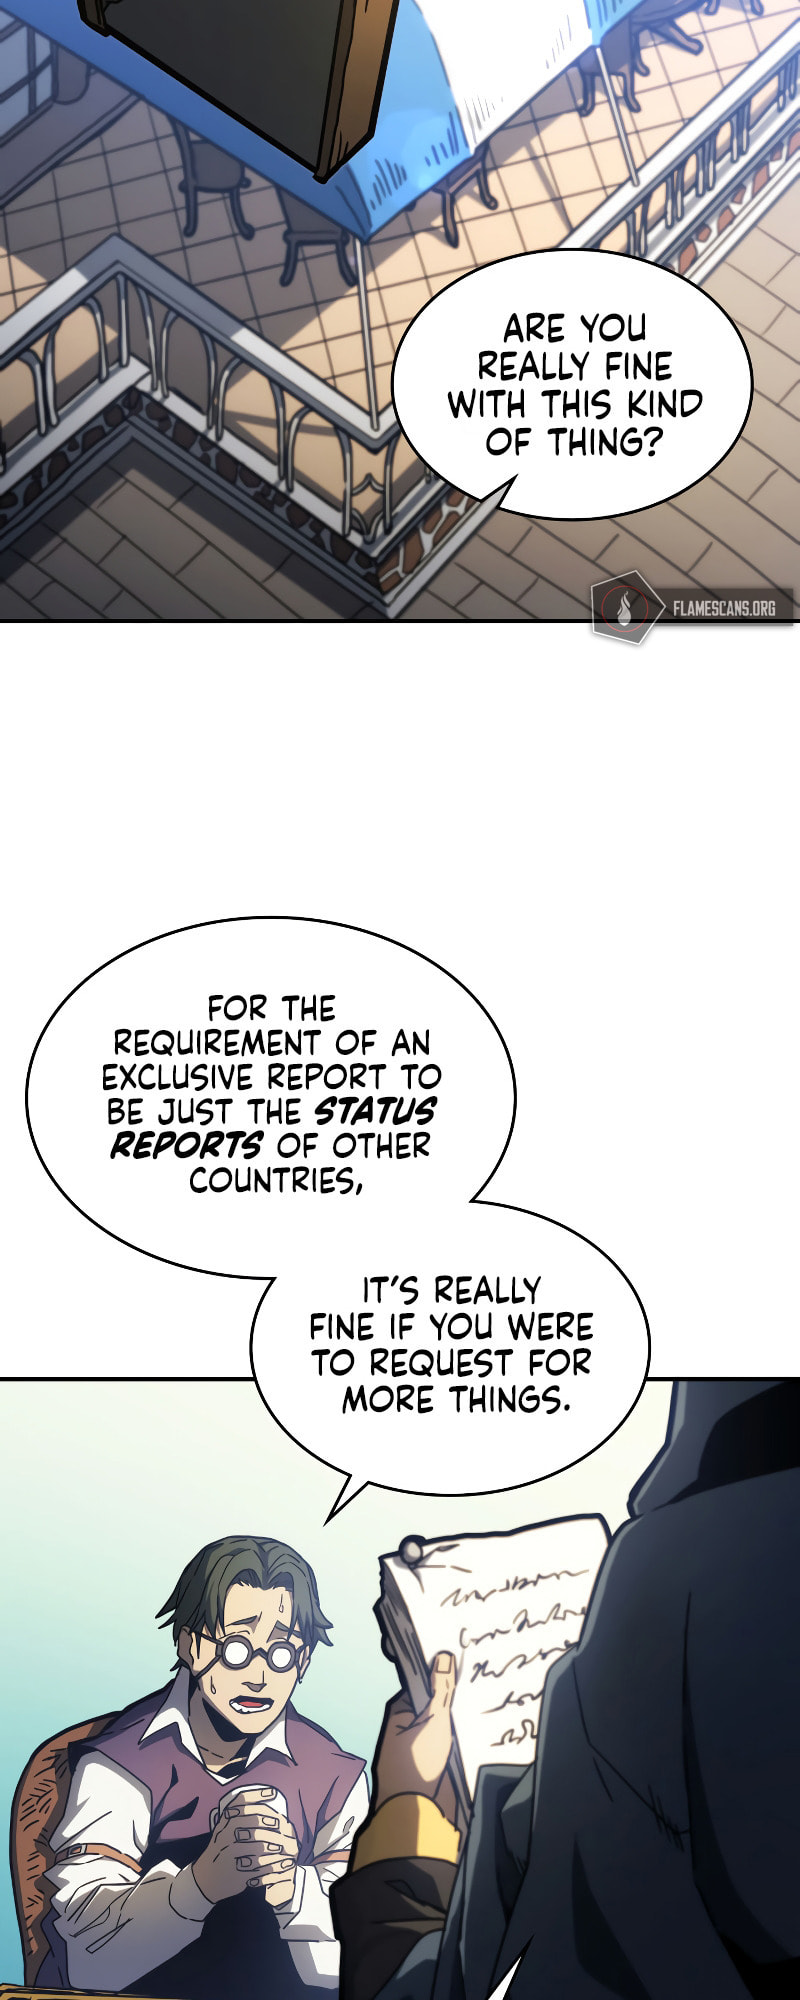 ARE YOU
REALLY FINE
WITH THIS KIND
OF THING?
FLAMESCANS.ORG
FOR THE
REQUIREMENT OF AN
EXCLUSIVE REPORT TO
BE JUST THE STATUS
REPORTS OF OTHER
COUNTRIES,
IT'S REALLY
FINE IF YOU WERE
TO REQUEST FOR
MORE THINGS.